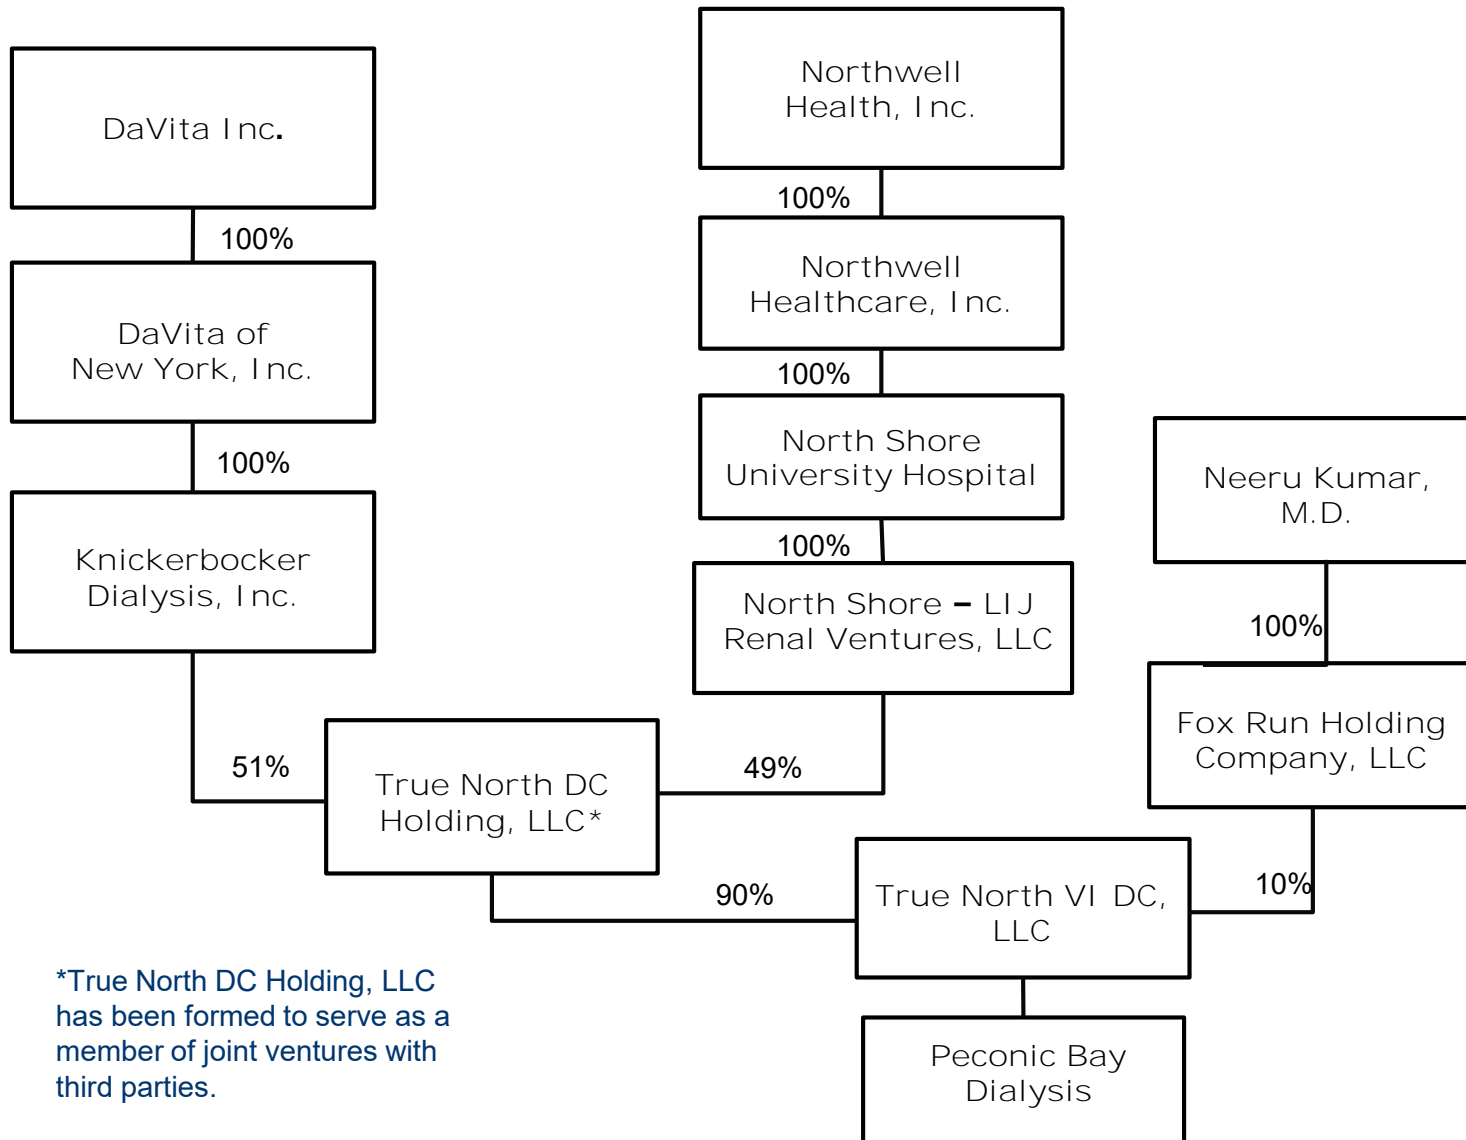 DaVita Inc.
100%
DaVita of
New York, Inc.
100%
Knickerbocker
Dialysis, Inc.
51%
Northwell
Health, Inc.
100%
Northwell
Healthcare, Inc.
100%
North Shore
University Hospital
100%
North Shore – LIJ
Renal Ventures, LLC
49%
True North DC
Holding, LLC*
90%
Neeru Kumar,
M.D.
100%
Fox Run Holding
Company, LLC
10%
True North VI DC,
LLC
Peconic Bay
Dialysis
*True North DC Holding, LLC
has been formed to serve as a
member of joint ventures with
third parties.